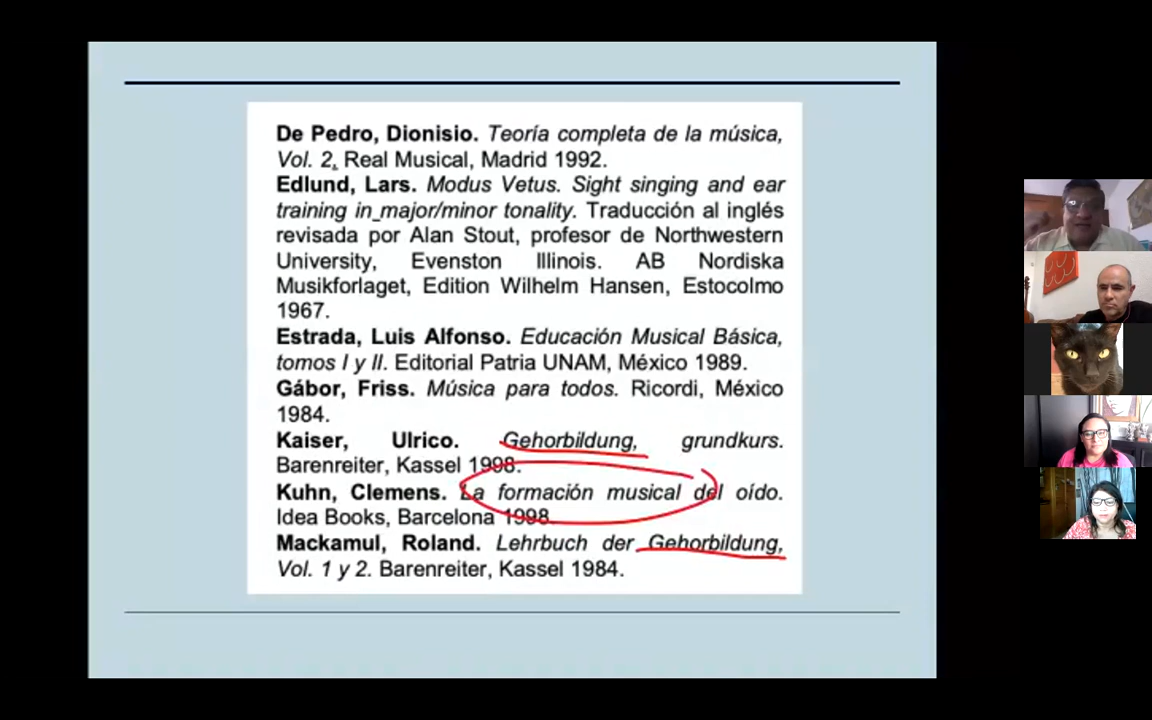 De Pedro, Dionisio. Teoría completa de la música,
Vol. 2, Real Musical, Madrid 1992.
Edlund, Lars. Modus Vetus. Sight singing and ear
training in_major/minor tonality. Traducción al inglés
revisada por Alan Stout, profesor de Northwestern
University, Evenston Illinois. AB Nordiska
Musikforlaget, Edition Wilhelm Hansen, Estocolmo
1967.
Estrada, Luis Alfonso. Educación Musical Básica,
tomos I y II. Editorial Patria UNAM, México 1989.
Gábor, Friss. Música para todos. Ricordi, México
1984.
Kaiser, Ulrico. Gehorbildung, grundkurs.
Barenreiter, Kassel 1998.
Kuhn, Clemens. La formación musical del oído.
Idea Books, Barcelona 1998.
Mackamul, Roland. Lehrbuch der Gehorbildung,
Vol. 1 y 2. Barenreiter, Kassel 1984.